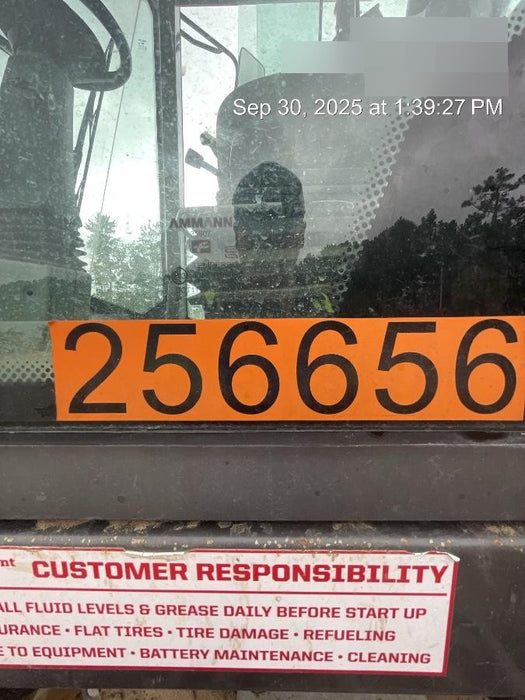 Sep 30, 2025 at 1:39:27 PM
AMMANN
256656
nt CUSTOMER RESPONSIBILITY
ALL FLUID LEVELS & GREASE DAILY BEFORE START UP
URANCE • FLAT TIRES • TIRE DAMAGE • REFUELING
E TO EQUIPMENT • BATTERY MAINTENANCE • CLEANING